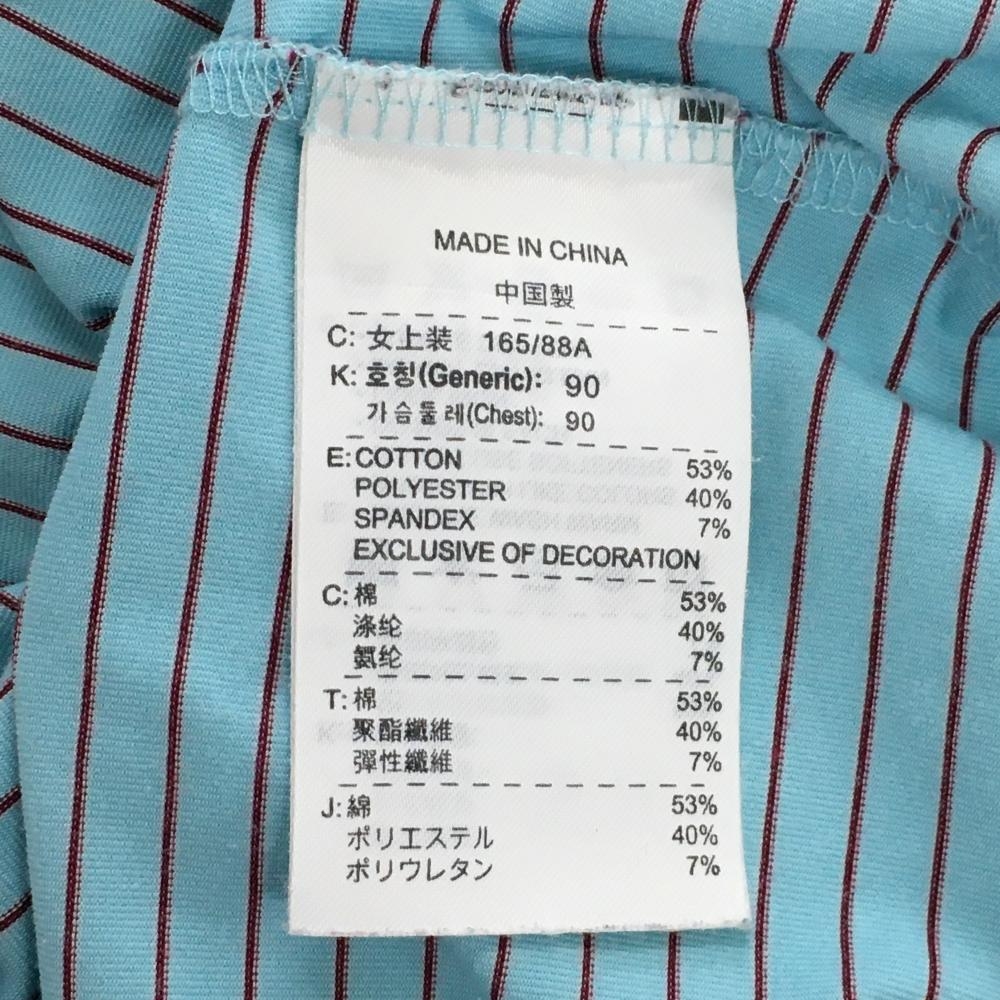 MADE IN CHINA
中国製
C: 女上装 165/88A
K: 호칭(Generic): 90
가슴둘레(Chest): 90
E: COTTON 53%
POLYESTER 40%
SPANDEX 7%
EXCLUSIVE OF DECORATION
C: 棉 53%
涤纶 40%
氨纶 7%
T: 棉 53%
聚酯纖維 40%
彈性纖維 7%
J: 綿 53%
ポリエステル 40%
ポリウレタン 7%